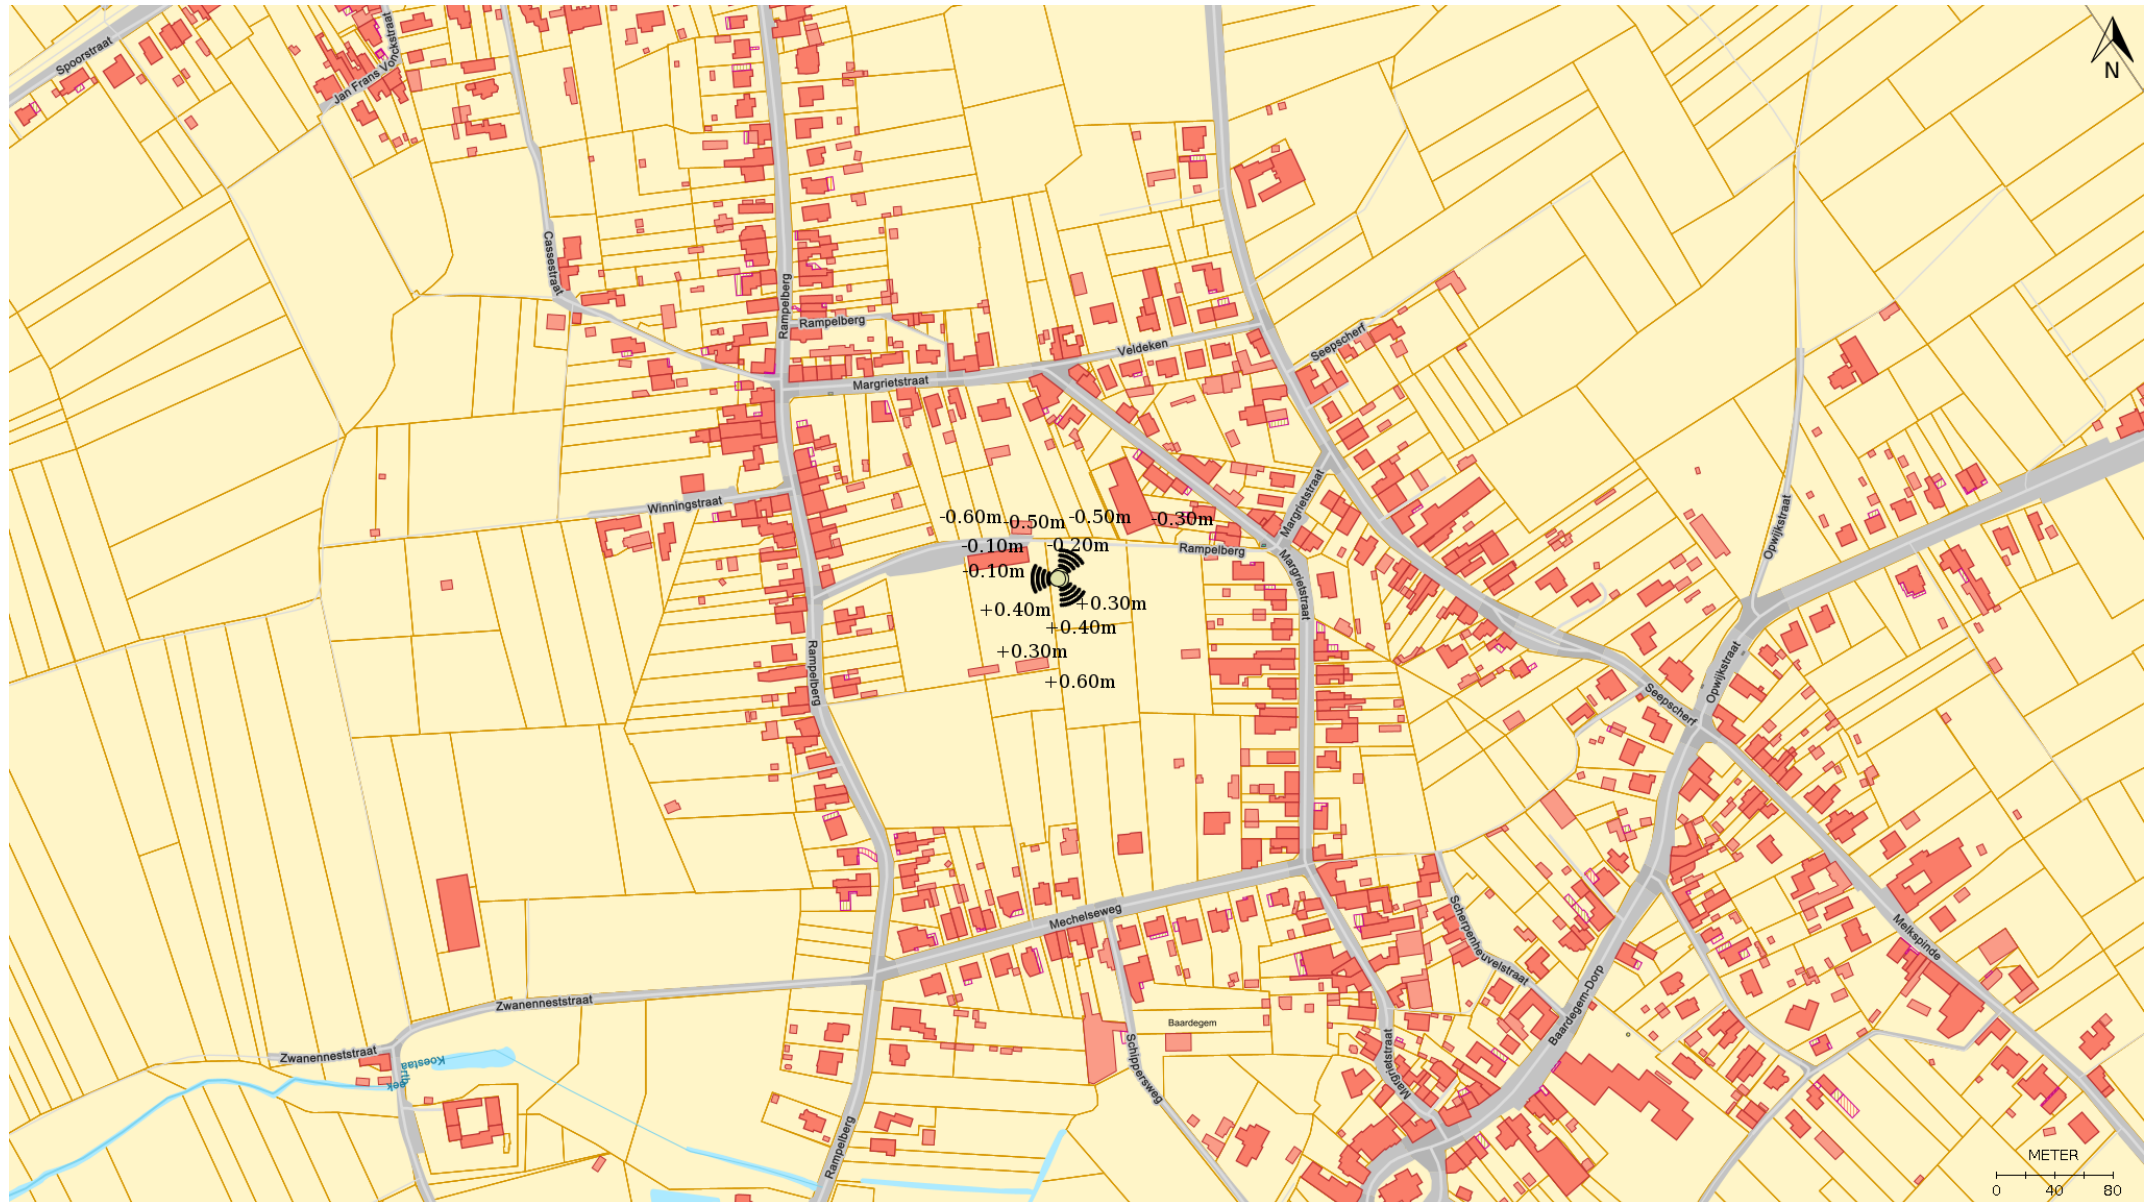 Spoorstraat
Jan Frans Vonckstraat
N
Cassestraat
Rampelberg
Rampelberg
Seepscherf
Veldeken
Margrietstraat
Winningstraat
Margrietstraat
Opwijkstraat
-0.60m
-0.50m
-0.50m
-0.30m
-0.10m
-0.20m
Rampelberg
-0.10m
Margrietstraat
+0.40m
+0.30m
+0.40m
+0.30m
+0.60m
Rampelberg
Opwijkstraat
Seepscherf
Mechelseweg
Scherpenheuvelstraat
Melkspinde
Zwanenneststraat
Baardegem-Dorp
Baardegem
Zwanenneststraat
Koestaartbeek
Schippersweg
Margrietstraat
Rampelberg
METER
0 40 80